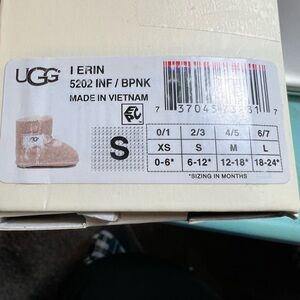 UGG
I ERIN
5202 INF / BPNK
MADE IN VIETNAM
S
0/1 2/3 4/5 6/7
XS S M L
0-6* 6-12* 12-18* 18-24*
*SIZING IN MONTHS